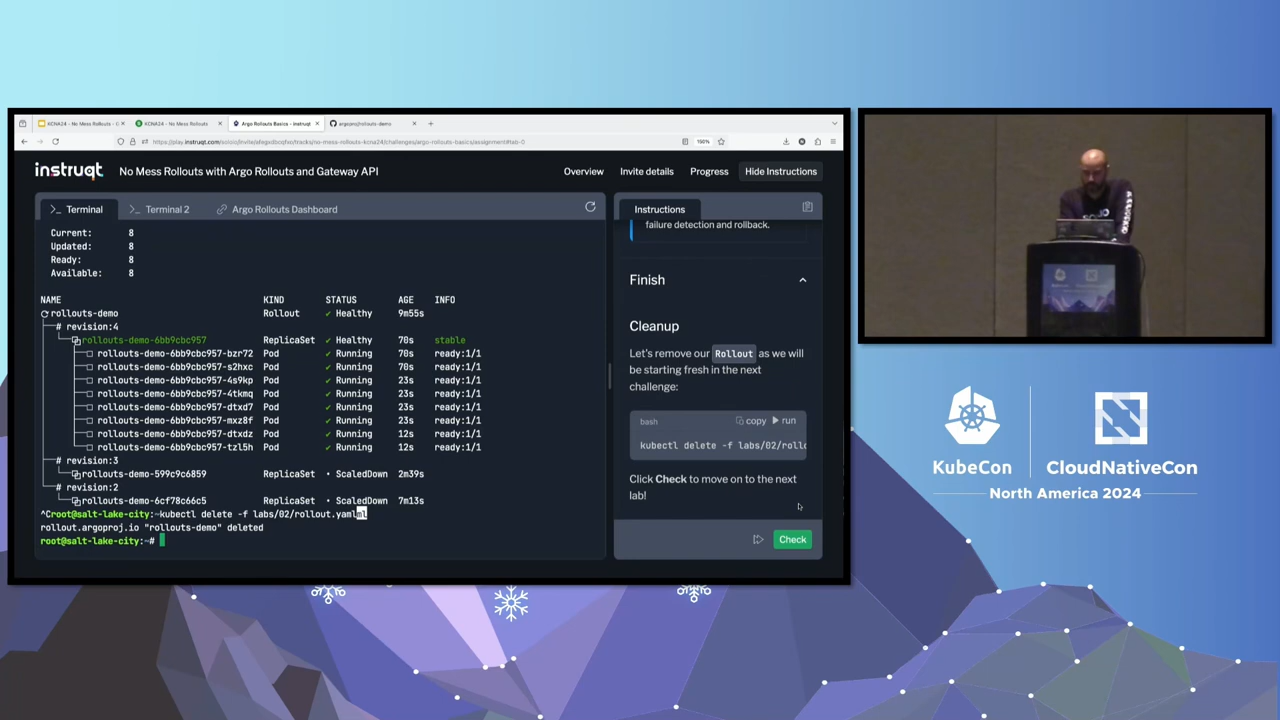 KCNA24 - No Mess Rollouts - G
KCNA24 - No Mess Rollouts
Argo Rollouts Basics - Instruqt
argoproj/rollouts-demo
150%
instruqt
No Mess Rollouts with Argo Rollouts and Gateway API
Overview
Invite details
Progress
Hide Instructions
>_ Terminal
>_ Terminal 2
Argo Rollouts Dashboard
Current: 8
Updated: 8
Ready: 8
Available: 8
NAME KIND STATUS AGE INFO
rollouts-demo Rollout ✔ Healthy 9m55s
# revision:4
rollouts-demo-6bb9cbc957 ReplicaSet ✔ Healthy 70s stable
rollouts-demo-6bb9cbc957-bzr72 Pod ✔ Running 70s ready:1/1
rollouts-demo-6bb9cbc957-s2hxc Pod ✔ Running 70s ready:1/1
rollouts-demo-6bb9cbc957-4s9kp Pod ✔ Running 23s ready:1/1
rollouts-demo-6bb9cbc957-4tkmq Pod ✔ Running 23s ready:1/1
rollouts-demo-6bb9cbc957-dtxd7 Pod ✔ Running 23s ready:1/1
rollouts-demo-6bb9cbc957-mxz8f Pod ✔ Running 23s ready:1/1
rollouts-demo-6bb9cbc957-dtxdz Pod ✔ Running 12s ready:1/1
rollouts-demo-6bb9cbc957-tzl5h Pod ✔ Running 12s ready:1/1
# revision:3
rollouts-demo-599c9c6859 ReplicaSet • ScaledDown 2m39s
# revision:2
rollouts-demo-6cf78c66c5 ReplicaSet • ScaledDown 7m13s
^Croot@salt-lake-city:~kubectl delete -f labs/02/rollout.yamlml
rollout.argoproj.io "rollouts-demo" deleted
root@salt-lake-city:~#
Instructions
failure detection and rollback.
Finish
Cleanup
Let's remove our Rollout as we will
be starting fresh in the next
challenge:
bash copy run
kubectl delete -f labs/02/rollo
Click Check to move on to the next
lab!
Check
KubeCon
CloudNativeCon
North America 2024